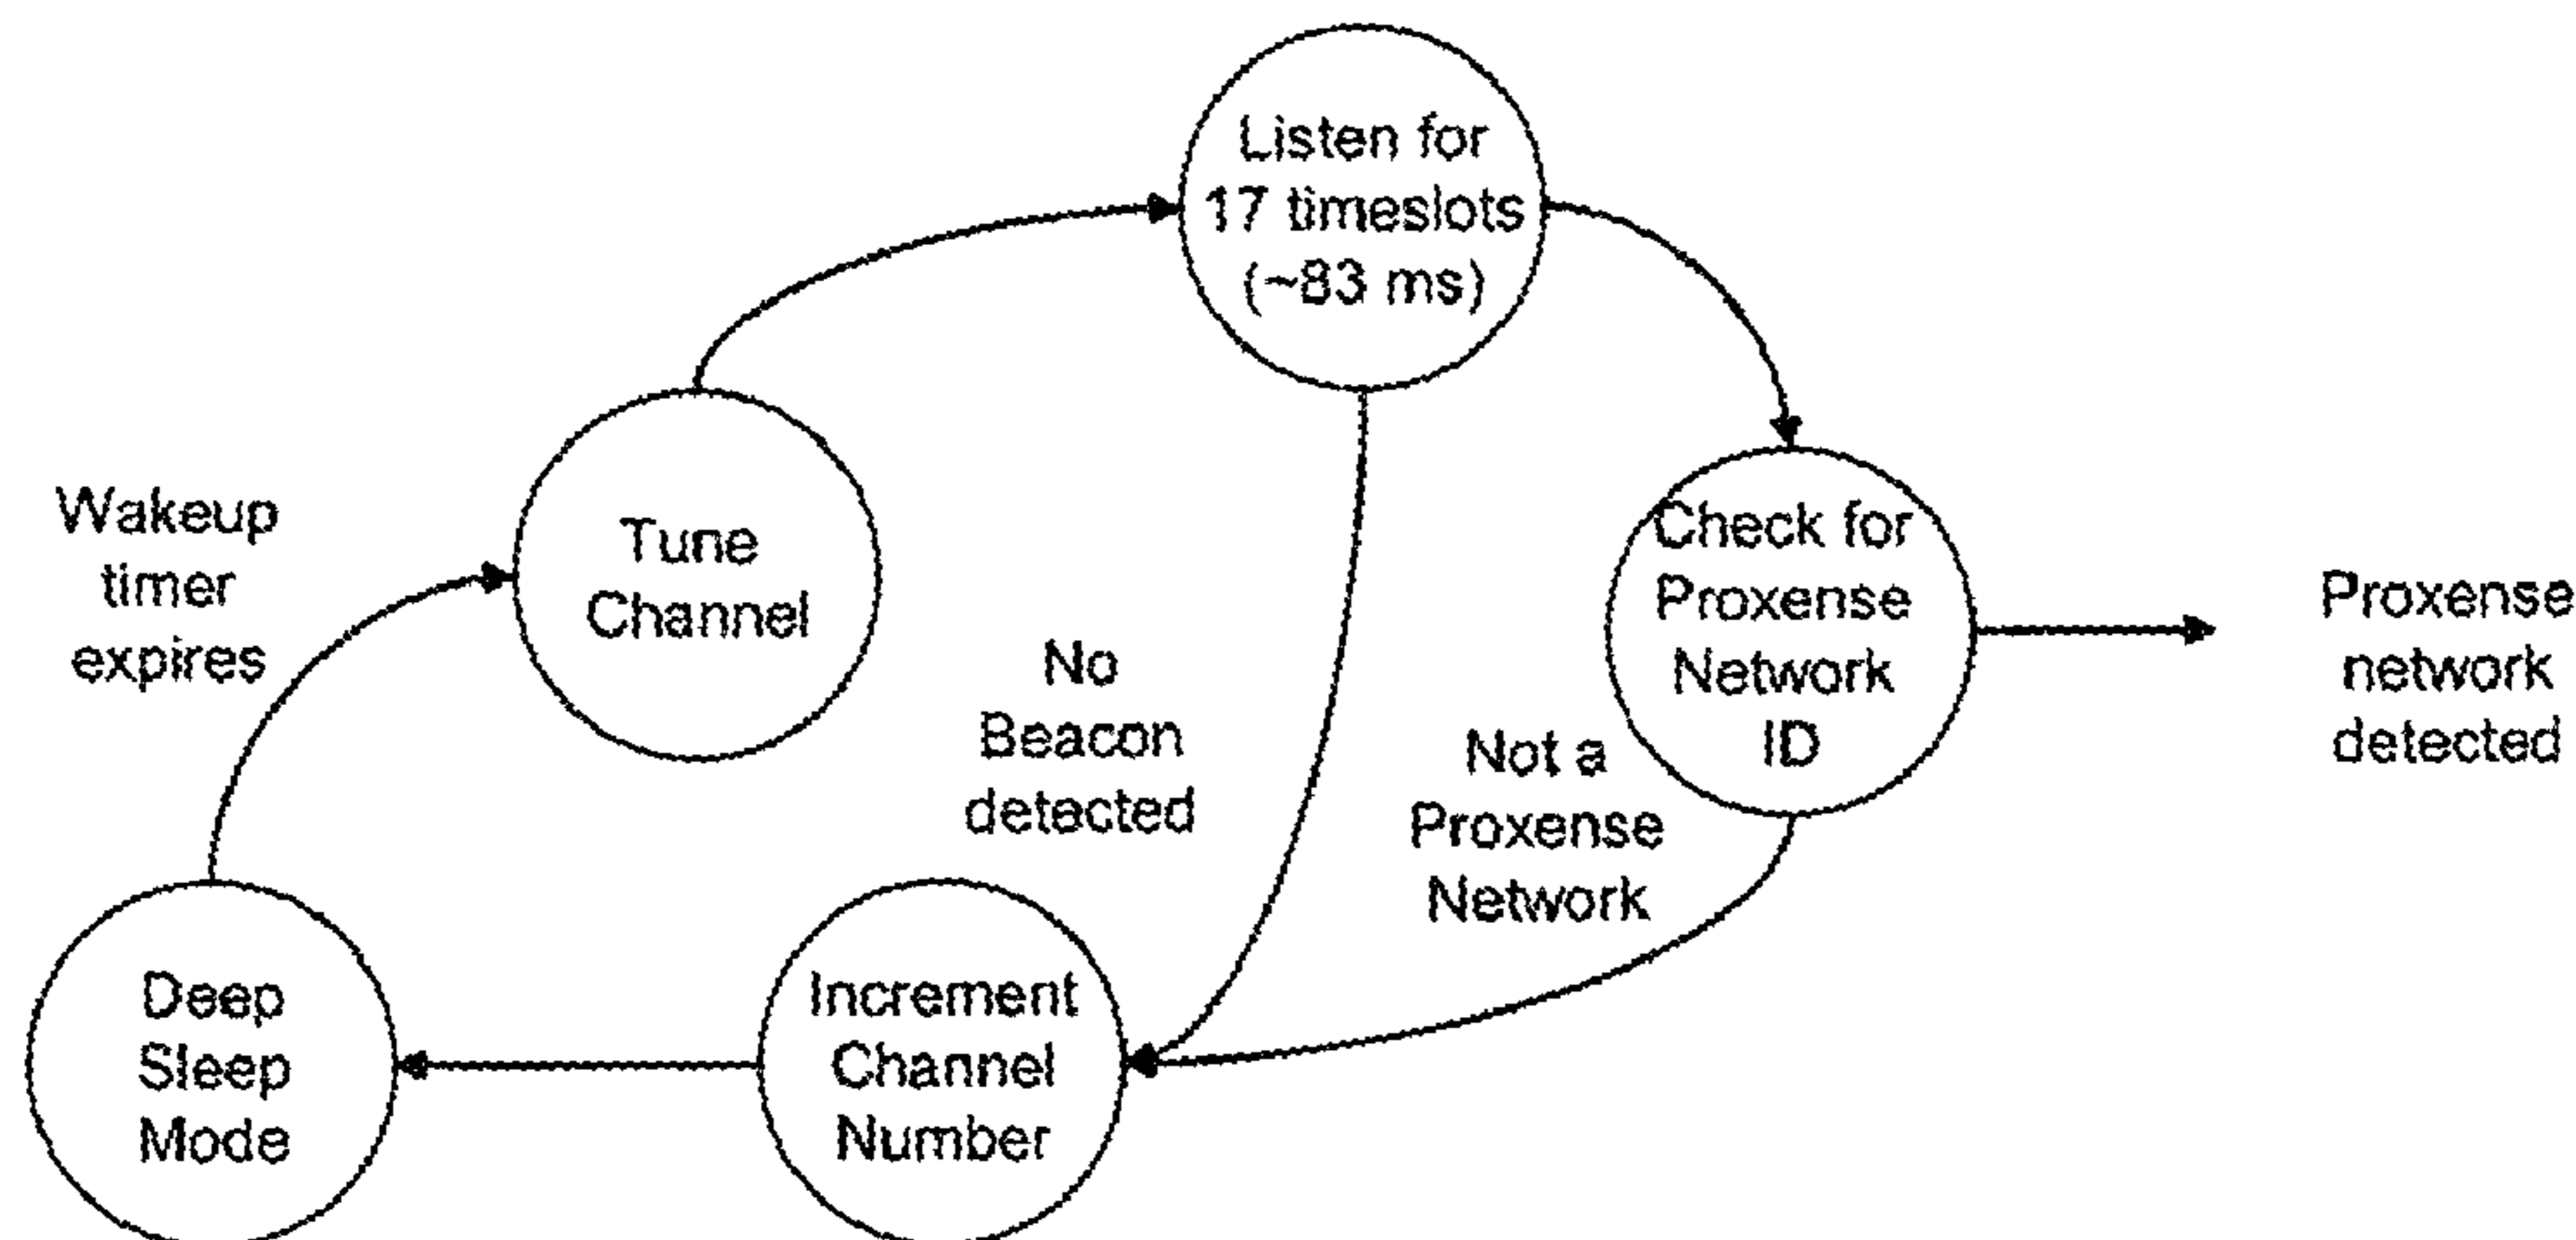 Listen for
17 timeslots
(~83 ms)
Wakeup
timer
expires
Tune
Channel
No
Beacon
detected
Check for
Proxense
Network
ID
Proxense
network
detected
Not a
Proxense
Network
Deep
Sleep
Mode
Increment
Channel
Number